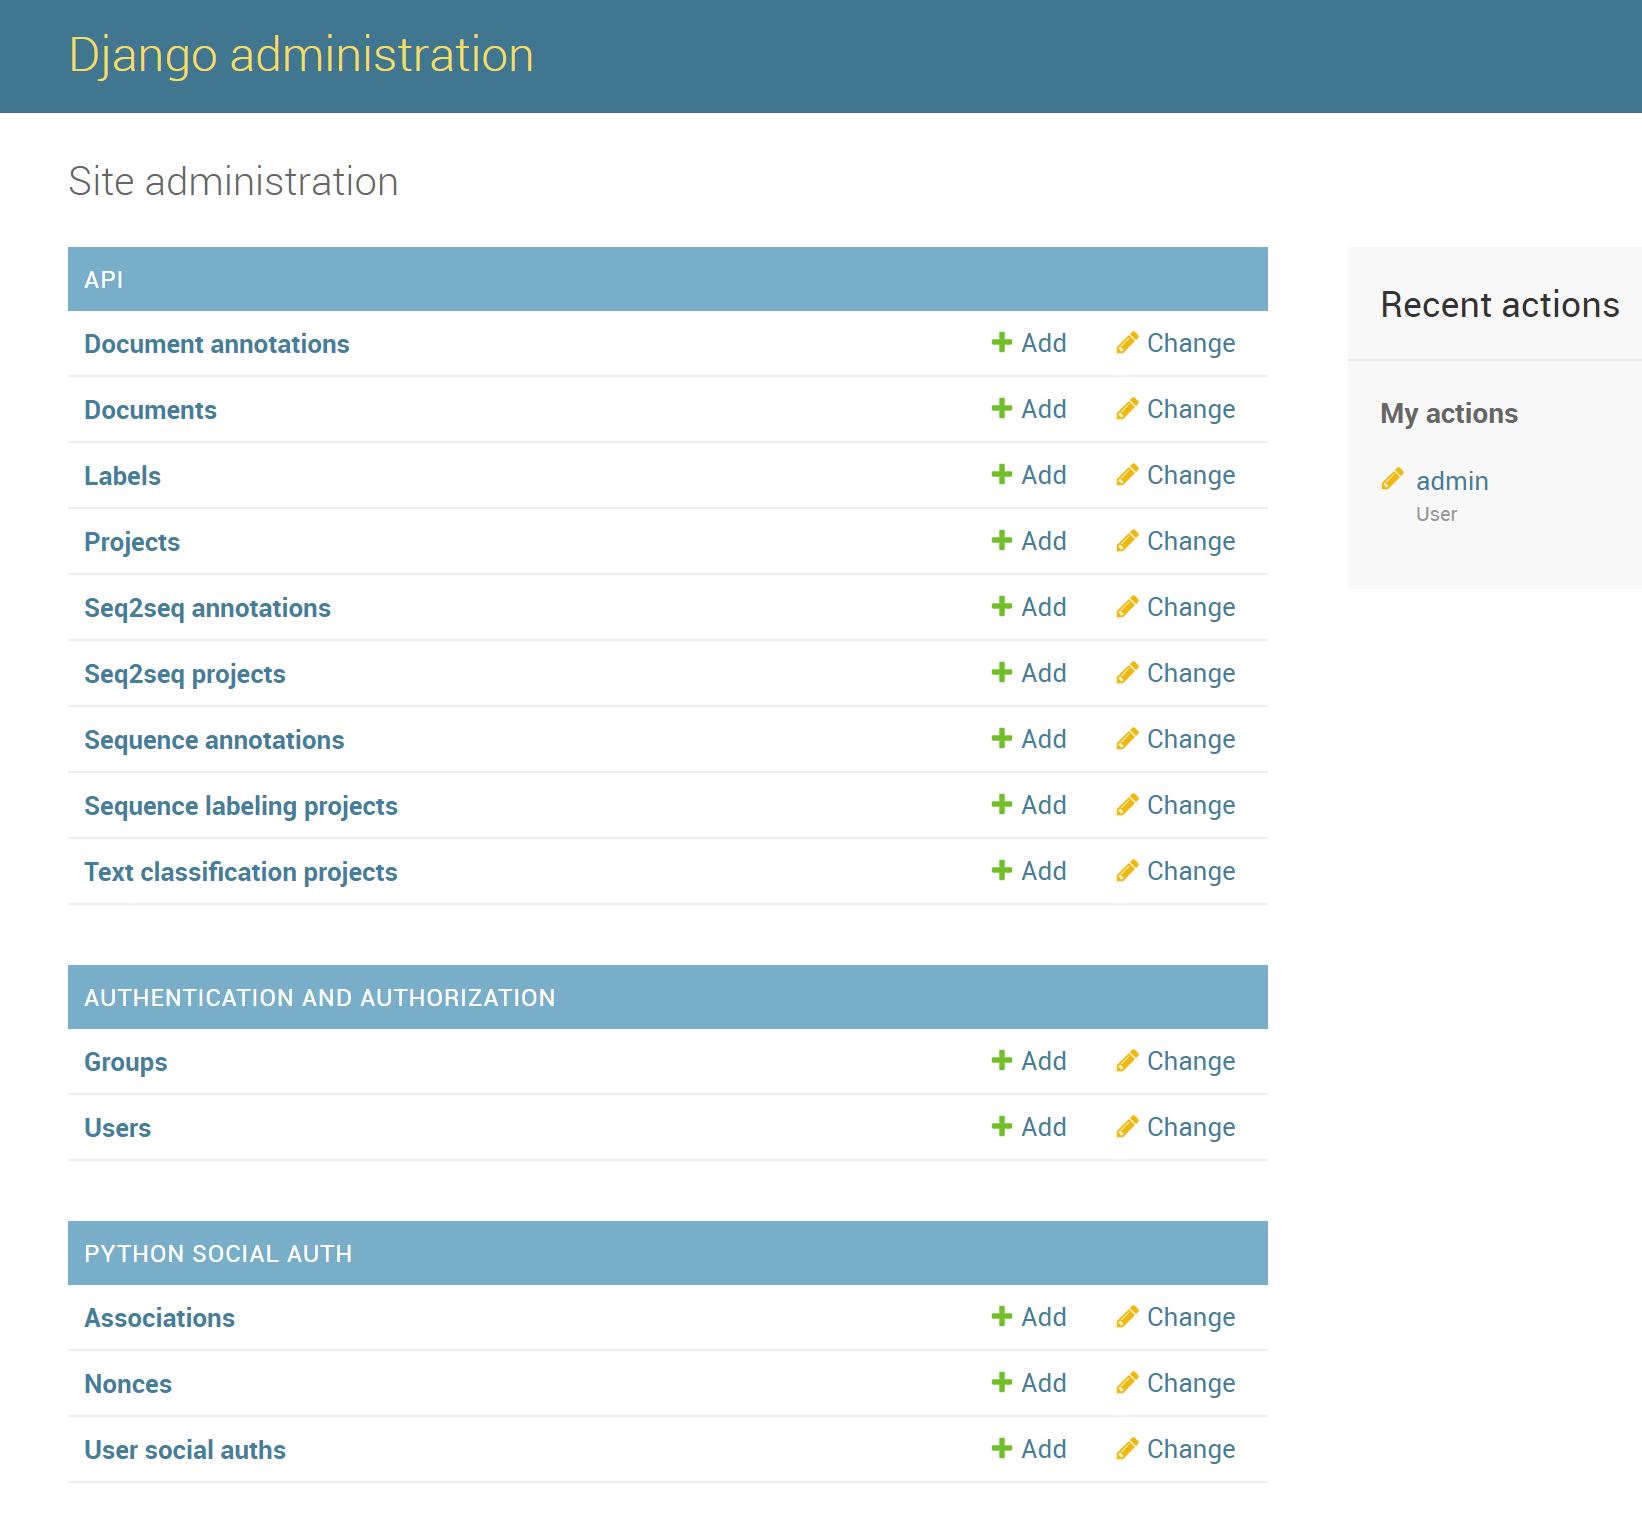 Django administration
Site administration
API
Document annotations Add Change
Documents Add Change
Labels Add Change
Projects Add Change
Seq2seq annotations Add Change
Seq2seq projects Add Change
Sequence annotations Add Change
Sequence labeling projects Add Change
Text classification projects Add Change
AUTHENTICATION AND AUTHORIZATION
Groups Add Change
Users Add Change
PYTHON SOCIAL AUTH
Associations Add Change
Nonces Add Change
User social auths Add Change
Recent actions
My actions
admin
User